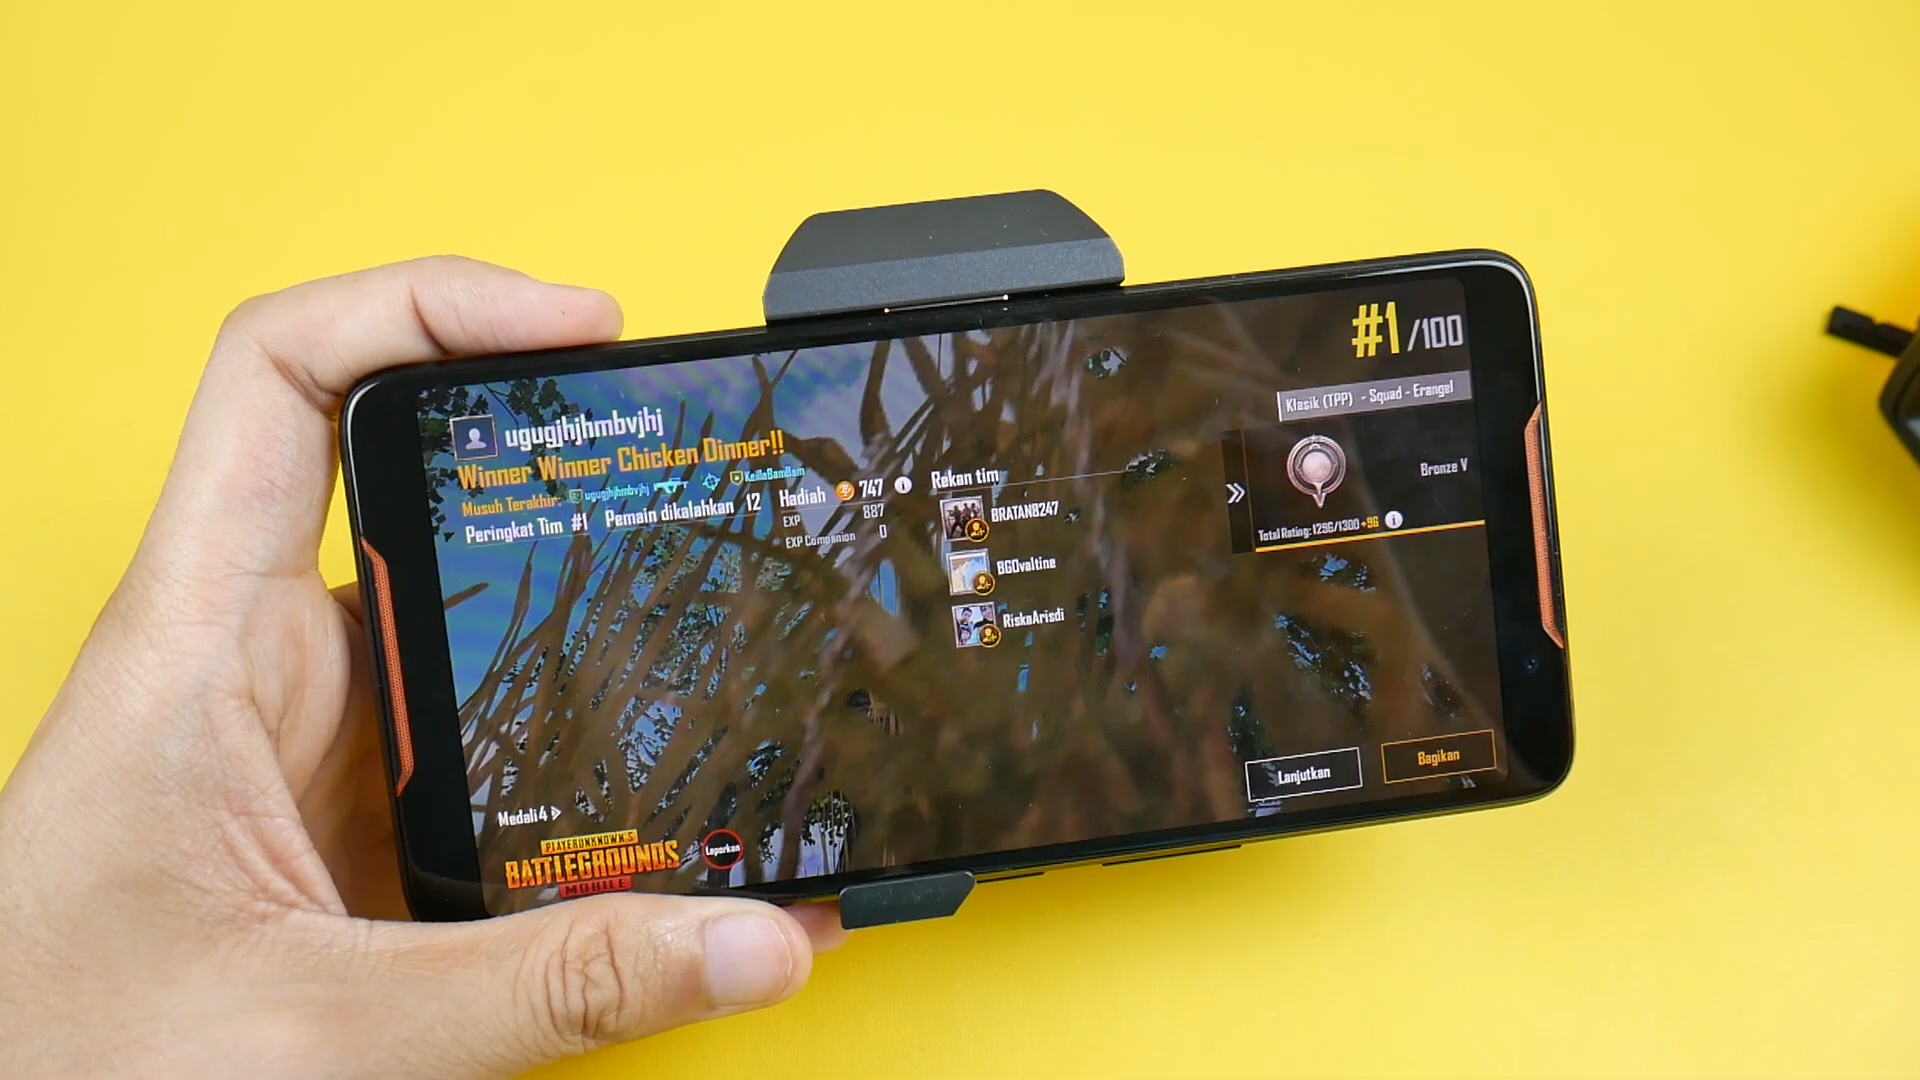 #1/100
Klasik (TPP) - Squad - Erangel
ugugjhjhmbvjhj
Winner Winner Chicken Dinner!!
Musuh Terakhir: ugugjhjhmbvjhj KeillaBamBam
Peringkat Tim #1 Pemain dikalahkan 12 Hadiah 747
EXP 887
EXP Companion 0
Rekan tim
BRATAN8247
BGOvaltine
RiskaArisdi
Bronze V
Total Rating: 1296/1300 +96
Medali 4
PLAYERUNKNOWN'S
BATTLEGROUNDS
MOBILE
Laporkan
Lanjutkan
Bagikan